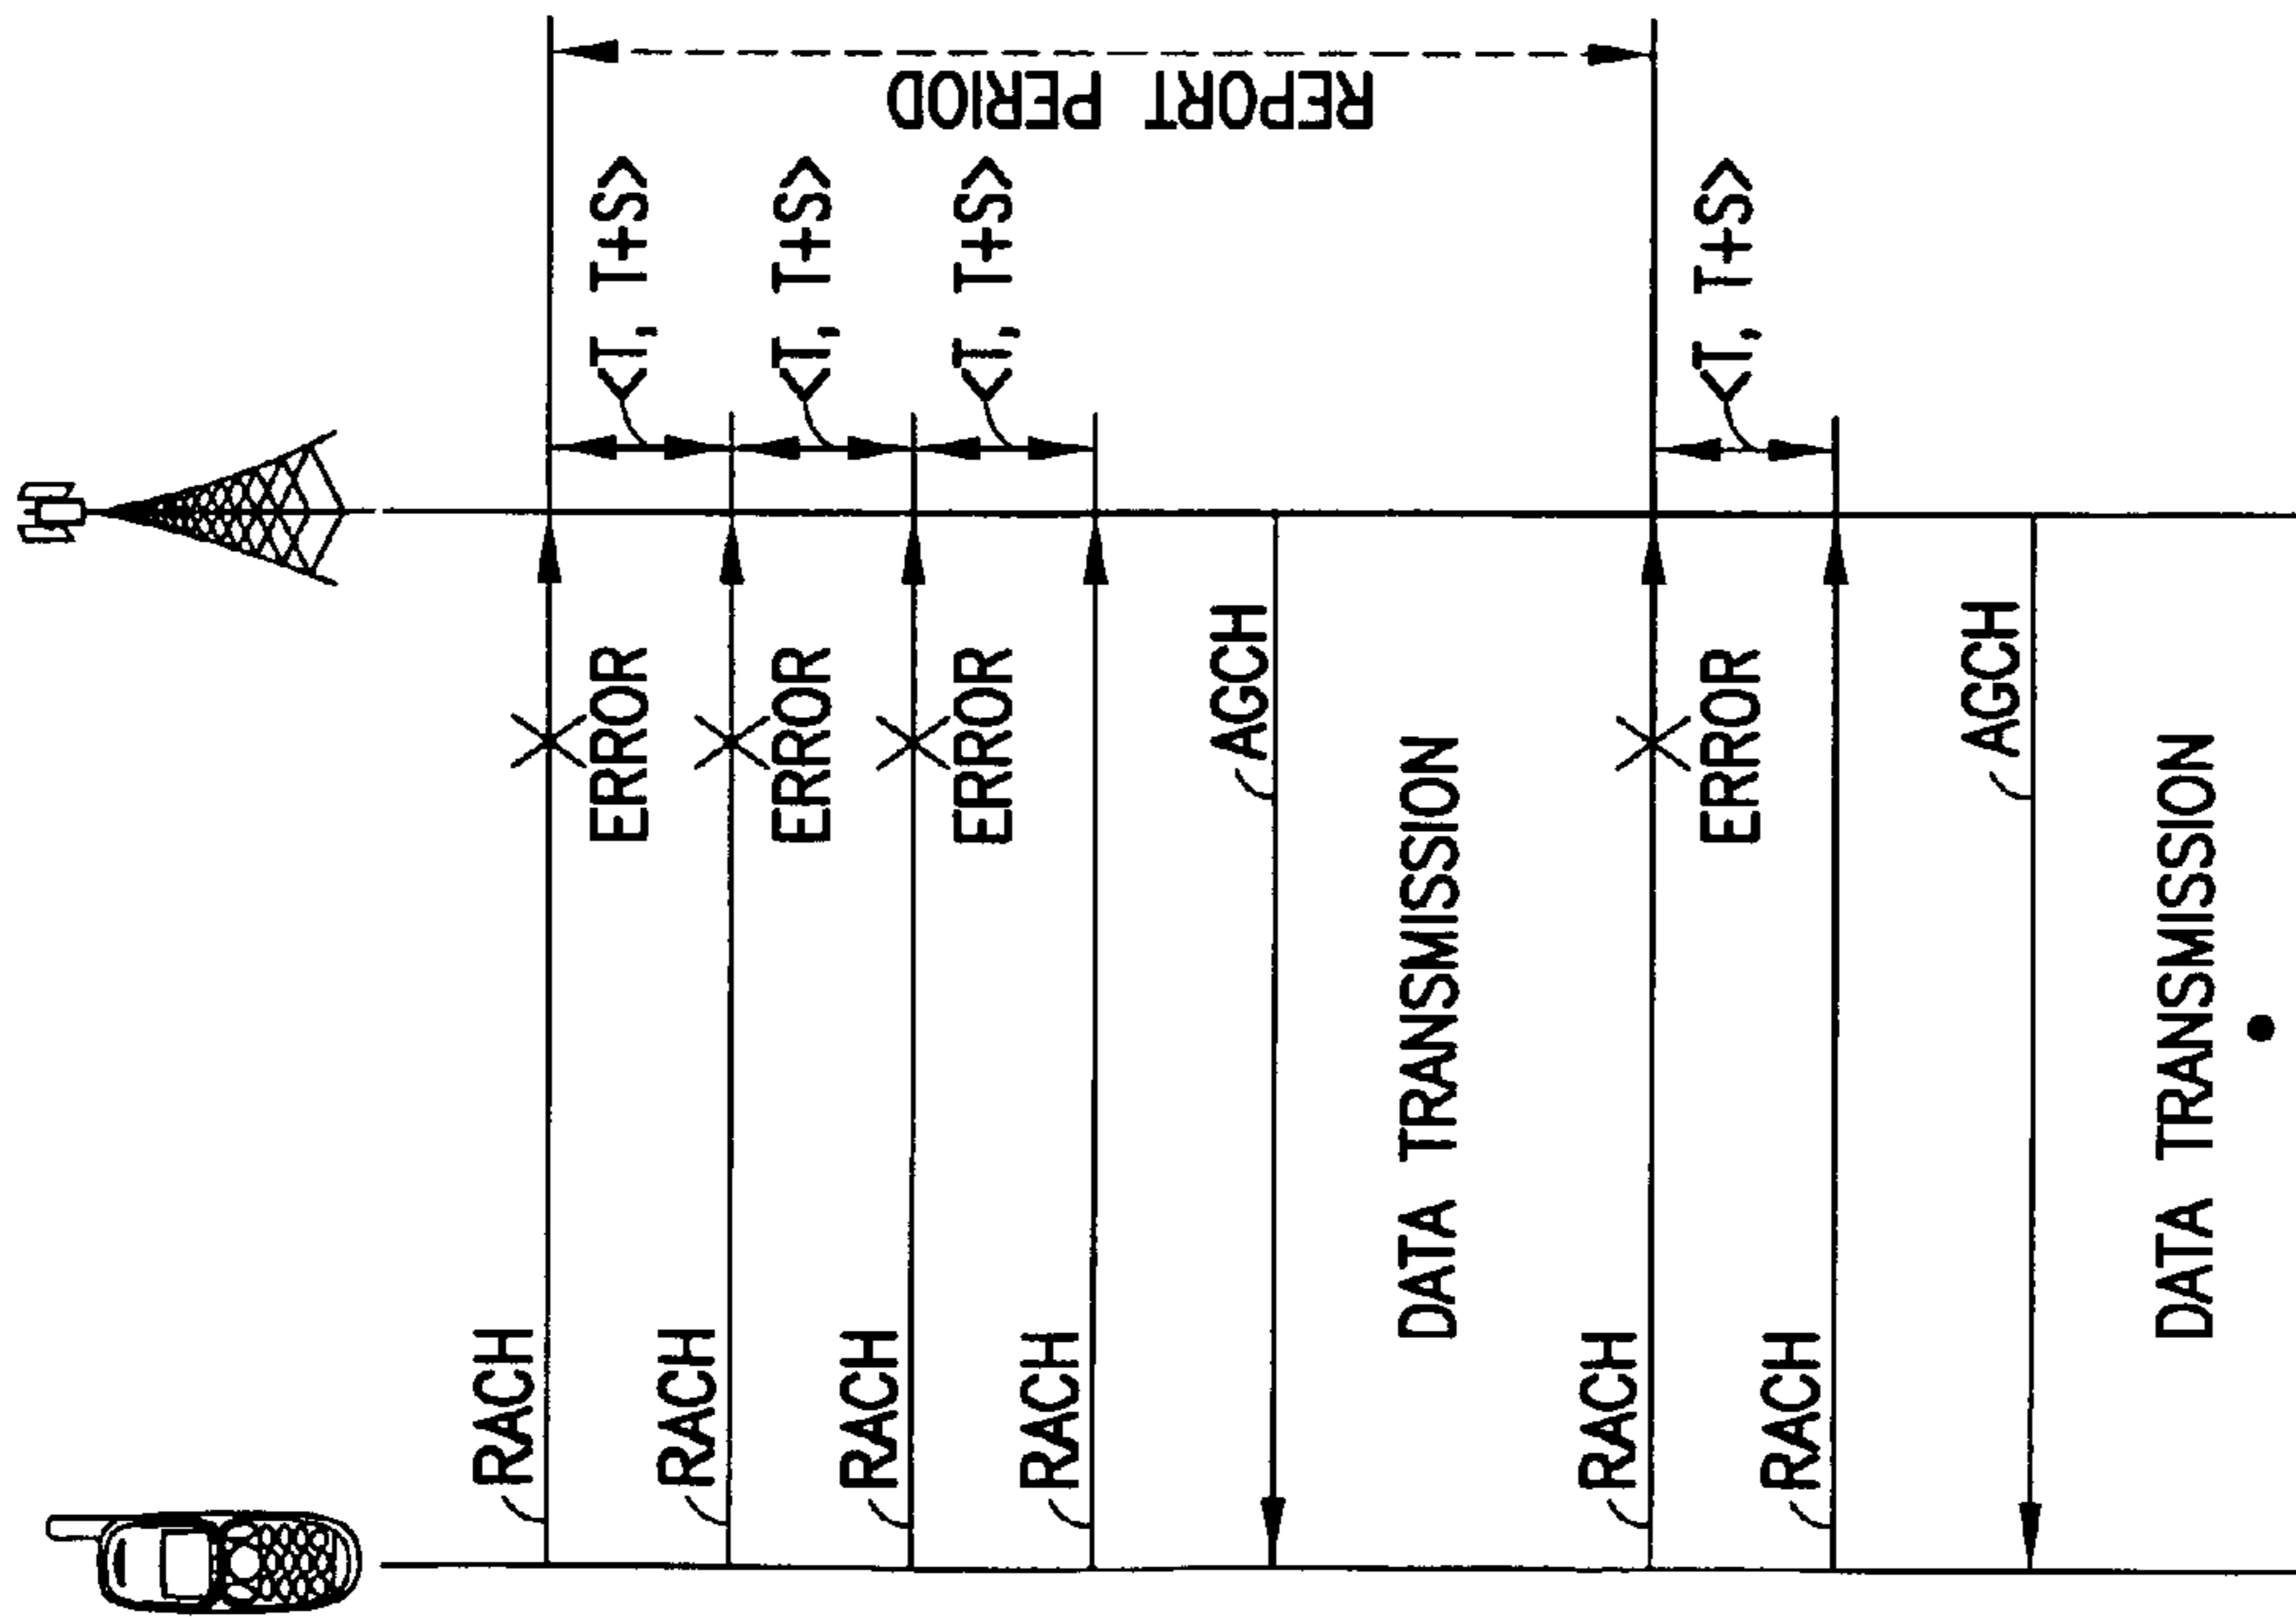 RACH
ERROR
<T, T+S>
RACH
ERROR
<T, T+S>
RACH
ERROR
<T, T+S>
RACH
REPORT PERIOD
AGCH
DATA TRANSMISSION
RACH
ERROR
<T, T+S>
RACH
AGCH
DATA TRANSMISSION